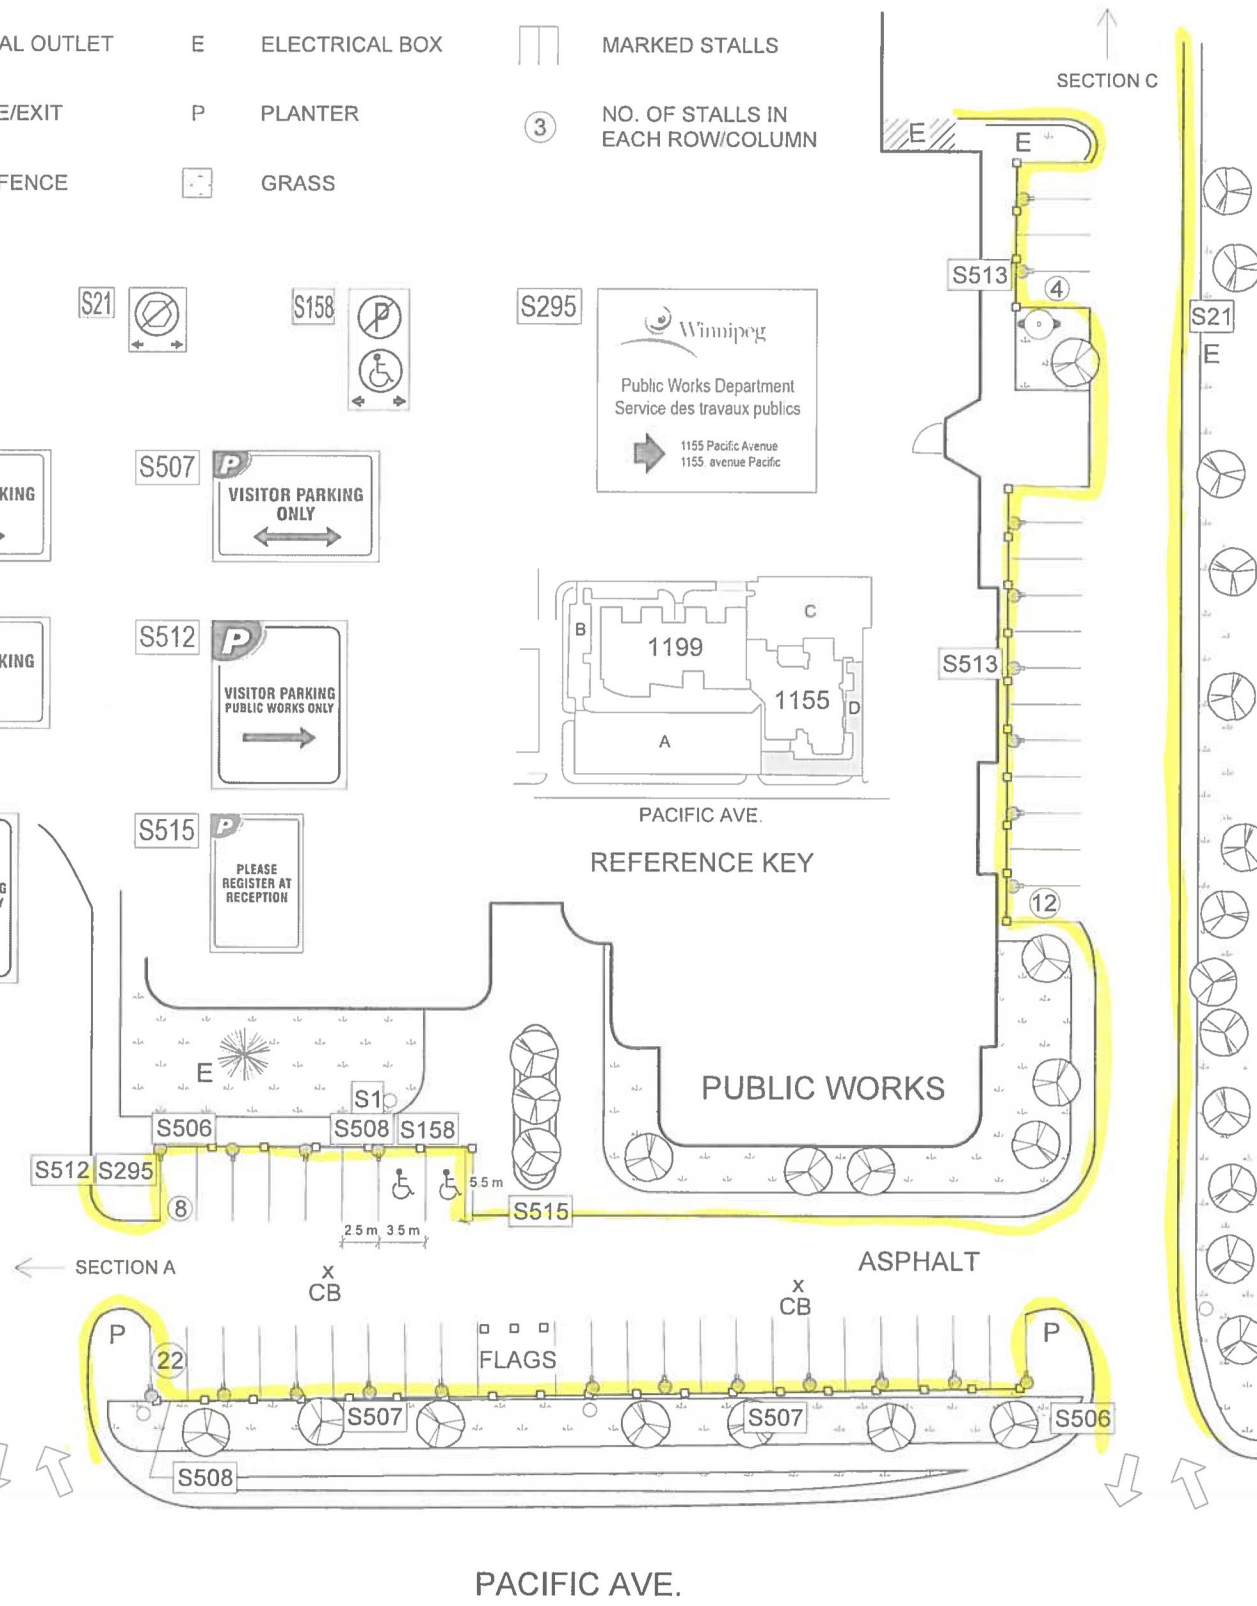 AL OUTLET
E ELECTRICAL BOX
MARKED STALLS
E/EXIT
P PLANTER
3 NO. OF STALLS IN
EACH ROW/COLUMN
FENCE
GRASS
SECTION C
E
E
S513
4
S21
E
S21
S158
P
S295
Winnipeg
Public Works Department
Service des travaux publics
1155 Pacific Avenue
1155, avenue Pacific
KING
S507
P
VISITOR PARKING
ONLY
KING
S512
P
VISITOR PARKING
PUBLIC WORKS ONLY
S515
P
PLEASE
REGISTER AT
RECEPTION
G
Y
B
1199
C
1155
D
A
PACIFIC AVE.
REFERENCE KEY
S513
12
E
S1
S506
S508
S158
S512
S295
8
5.5 m
2.5 m
3.5 m
S515
PUBLIC WORKS
SECTION A
X
CB
X
CB
ASPHALT
P
22
FLAGS
P
S507
S507
S506
S508
PACIFIC AVE.